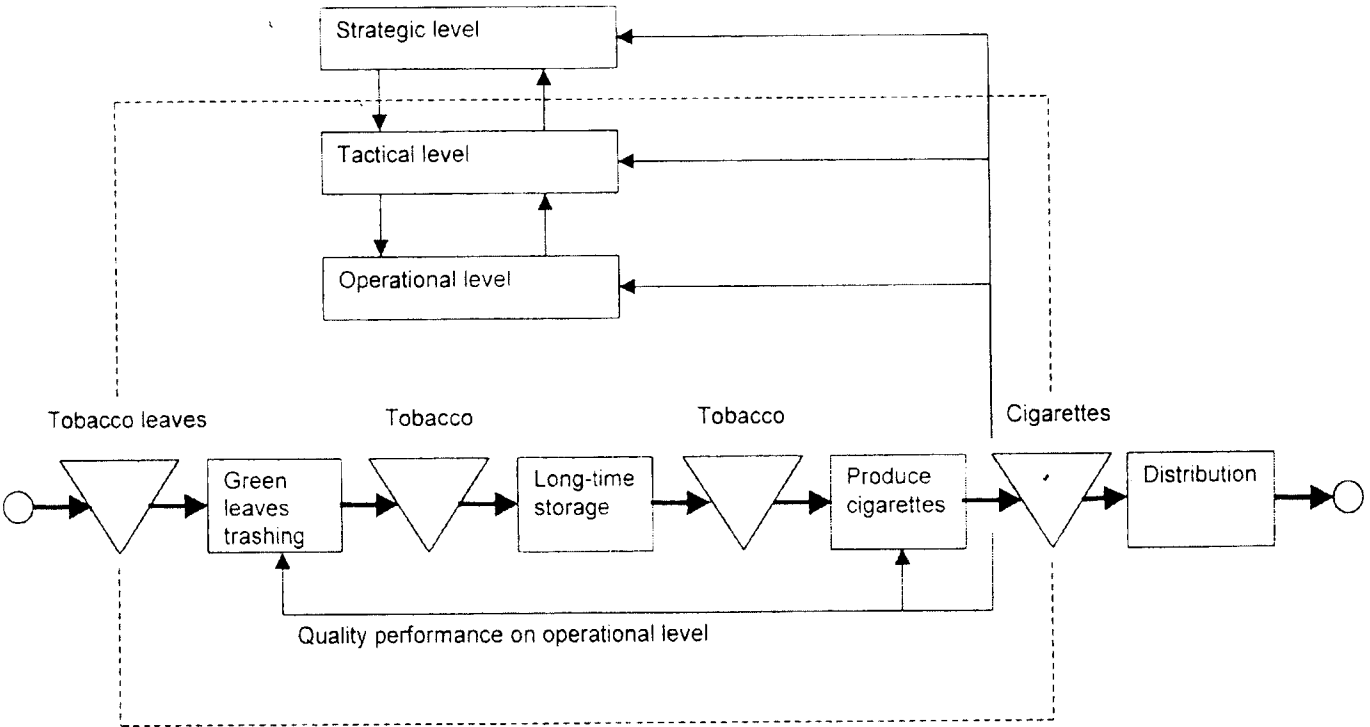 Strategic level
Tactical level
Operational level
Tobacco leaves
Tobacco
Tobacco
Cigarettes
Green
leaves
trashing
Long-time
storage
Produce
cigarettes
Distribution
Quality performance on operational level